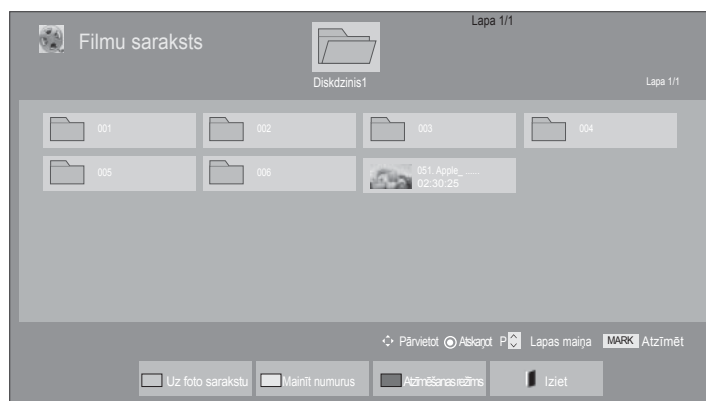 Lapa 1/1
Filmu saraksts
Diskdzinis1
Lapa 1/1
001
002
003
004
005
006
051. Apple_ ......
02:30:25
Pārvietot Atskaņot P Lapas maiņa MARK Atzīmēt
Uz foto sarakstu Mainīt numurus Atzīmēšanas režīms Iziet